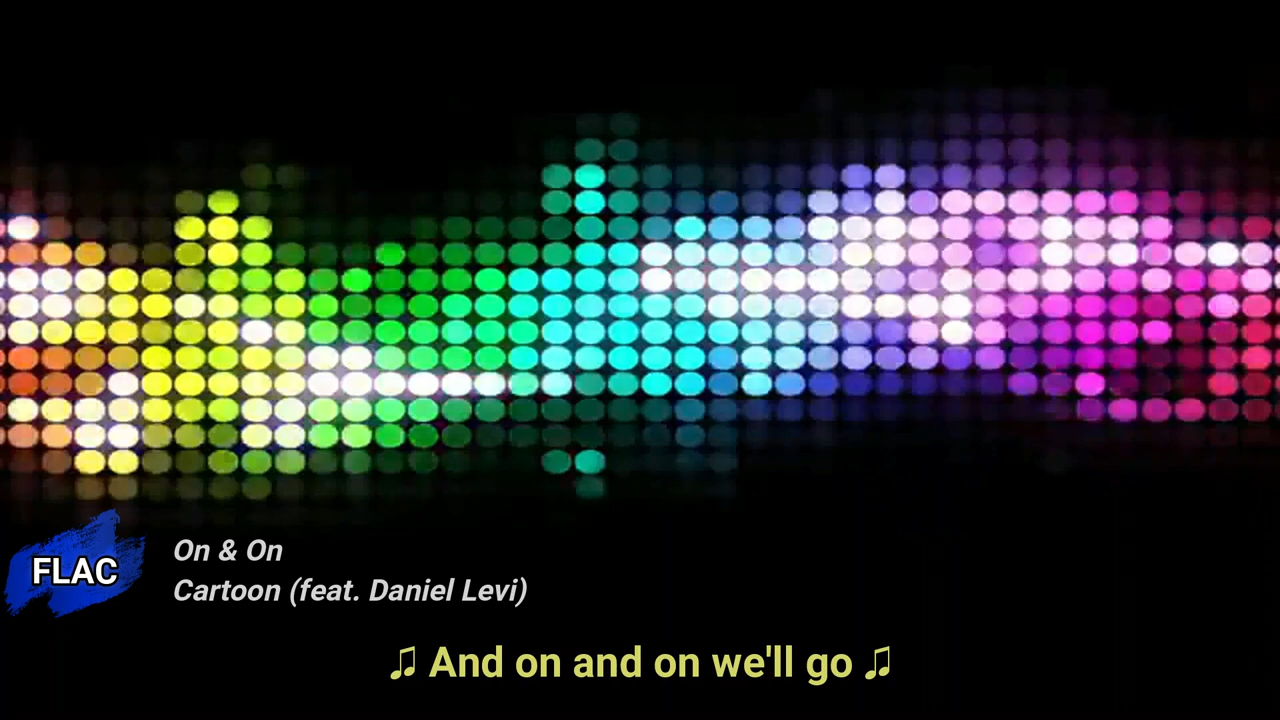 FLAC
On & On
Cartoon (feat. Daniel Levi)
♫ And on and on we'll go ♫